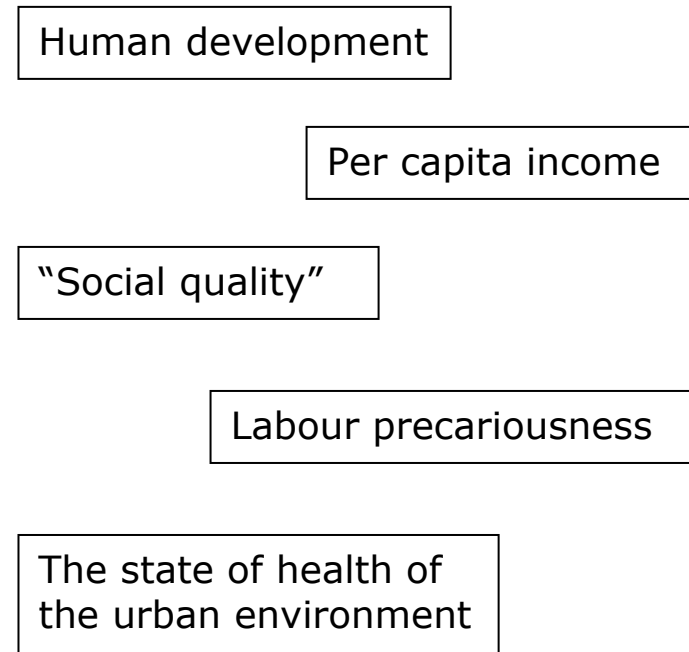 Human development
Per capita income
“Social quality”
Labour precariousness
The state of health of
the urban environment